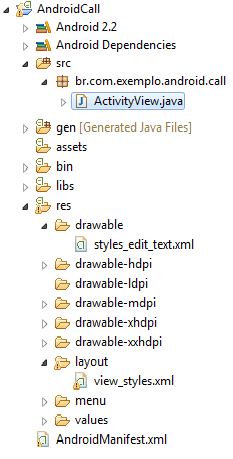 AndroidCall
Android 2.2
Android Dependencies
src
br.com.exemplo.android.call
ActivityView.java
gen [Generated Java Files]
assets
bin
libs
res
drawable
styles_edit_text.xml
drawable-hdpi
drawable-ldpi
drawable-mdpi
drawable-xhdpi
drawable-xxhdpi
layout
view_styles.xml
menu
values
AndroidManifest.xml